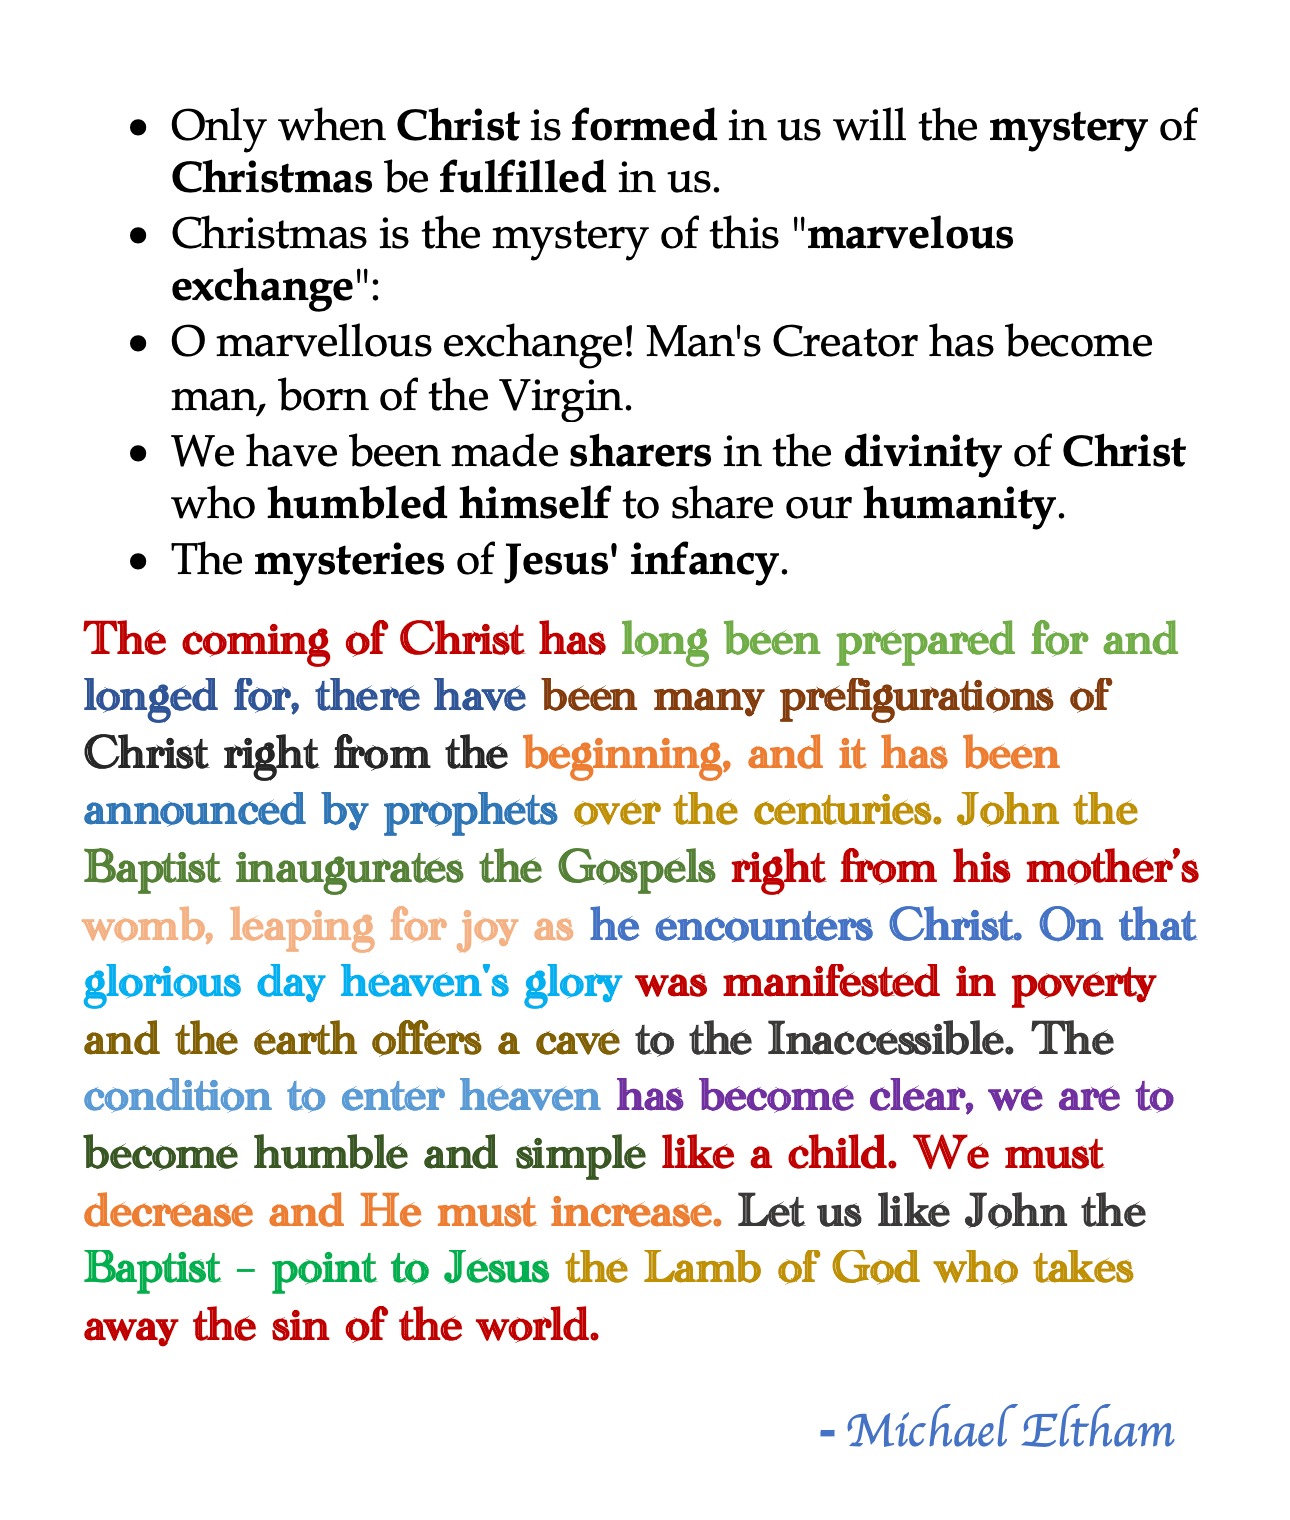 • Only when Christ is formed in us will the mystery of
Christmas be fulfilled in us.
• Christmas is the mystery of this "marvelous
exchange":
• O marvellous exchange! Man's Creator has become
man, born of the Virgin.
• We have been made sharers in the divinity of Christ
who humbled himself to share our humanity.
• The mysteries of Jesus' infancy.
The coming of Christ has long been prepared for and
longed for, there have been many prefigurations of
Christ right from the beginning, and it has been
announced by prophets over the centuries. John the
Baptist inaugurates the Gospels right from his mother's
womb, leaping for joy as he encounters Christ. On that
glorious day heaven's glory was manifested in poverty
and the earth offers a cave to the Inaccessible. The
condition to enter heaven has become clear, we are to
become humble and simple like a child. We must
decrease and He must increase. Let us like John the
Baptist – point to Jesus the Lamb of God who takes
away the sin of the world.
- Michael Eltham